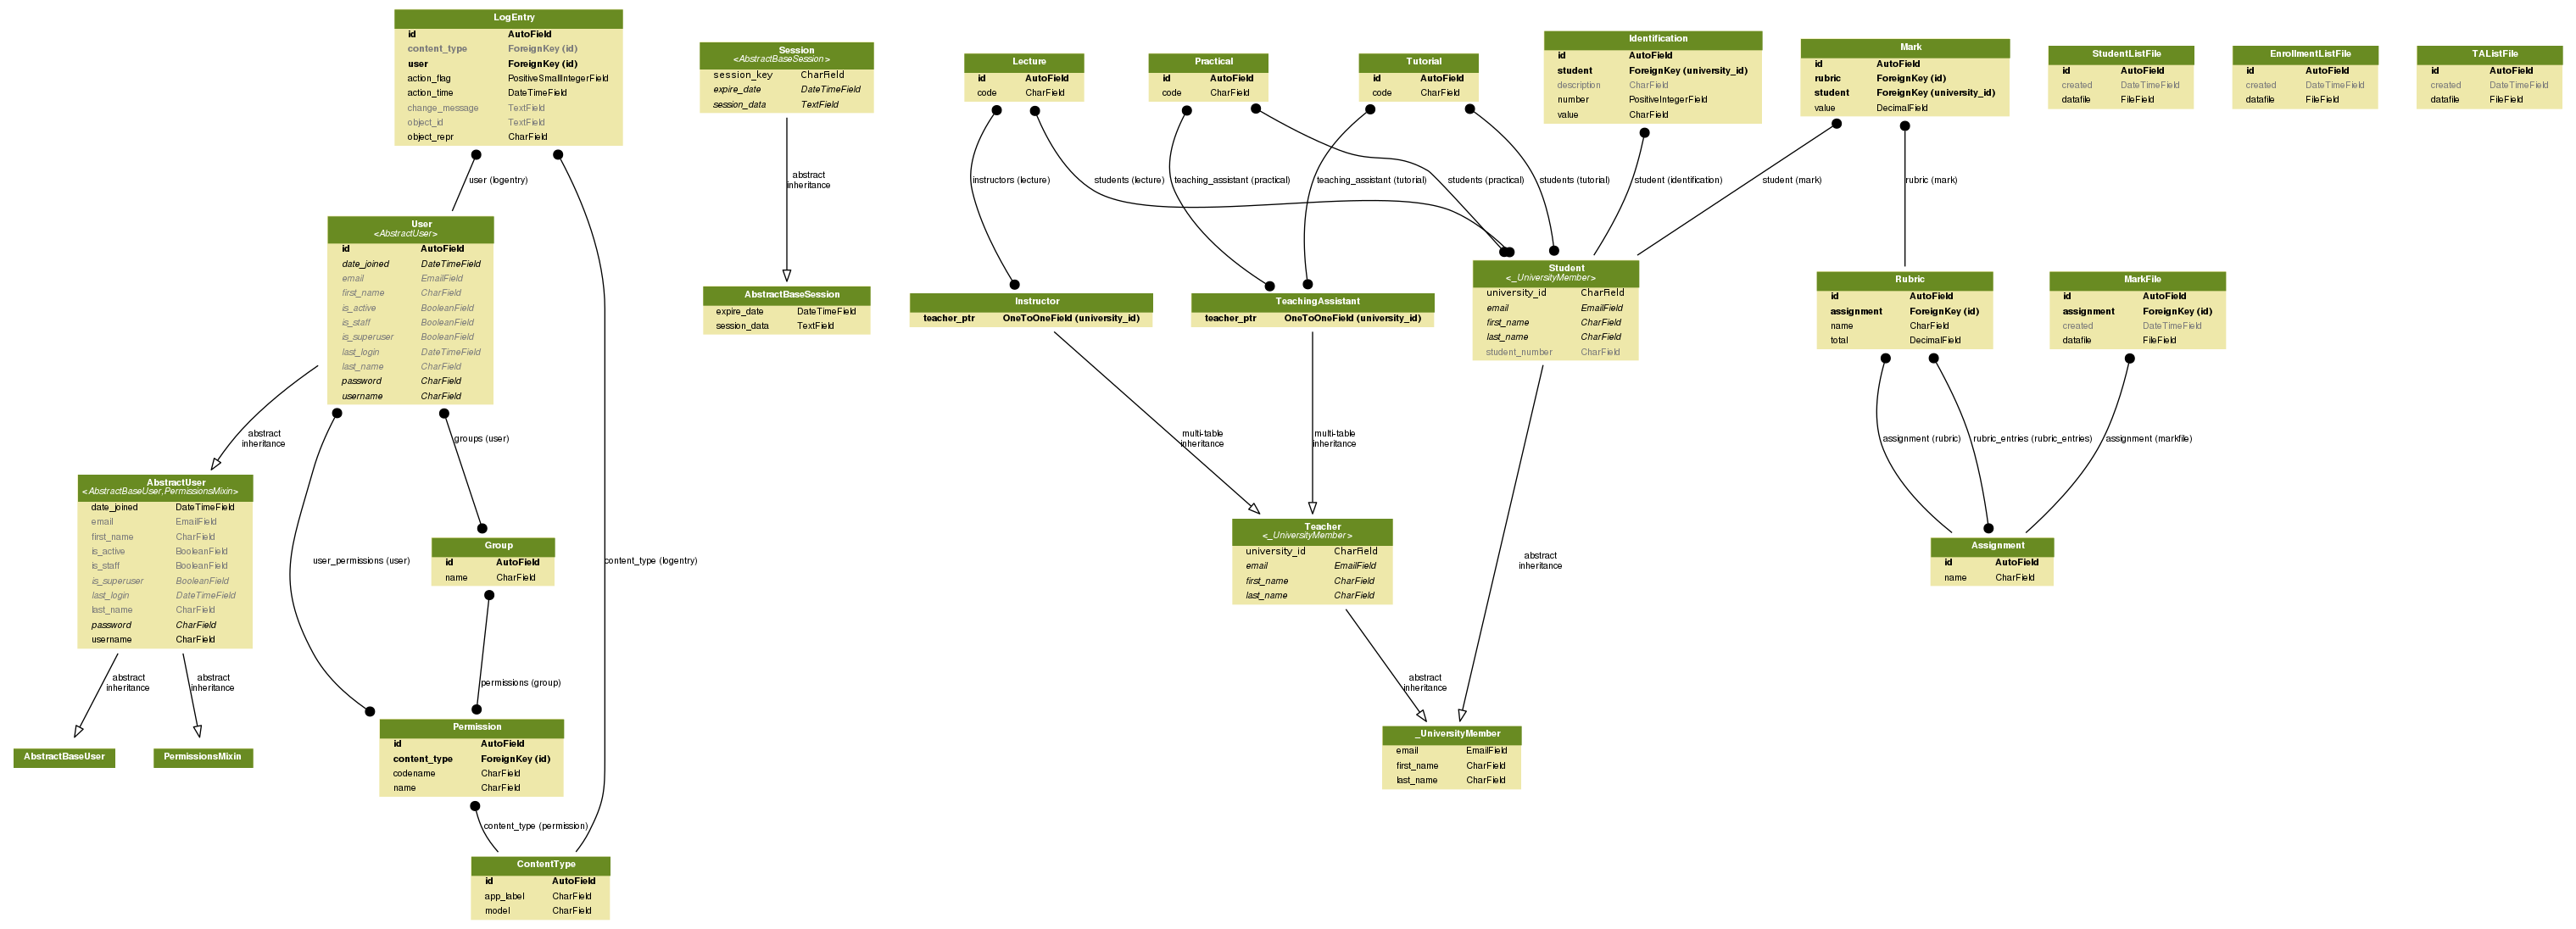 LogEntry
id AutoField
content_type ForeignKey (id)
user ForeignKey (id)
action_flag PositiveSmallIntegerField
action_time DateTimeField
change_message TextField
object_id TextField
object_repr CharField
user (logentry)
User
<AbstractUser>
id AutoField
date_joined DateTimeField
email EmailField
first_name CharField
is_active BooleanField
is_staff BooleanField
is_superuser BooleanField
last_login DateTimeField
last_name CharField
password CharField
username CharField
abstract
inheritance
groups (user)
AbstractUser
<AbstractBaseUser,PermissionsMixin>
date_joined DateTimeField
email EmailField
first_name CharField
is_active BooleanField
is_staff BooleanField
is_superuser BooleanField
last_login DateTimeField
last_name CharField
password CharField
username CharField
user_permissions (user)
content_type (logentry)
Group
id AutoField
name CharField
abstract
inheritance
abstract
inheritance
permissions (group)
AbstractBaseUser
PermissionsMixin
Permission
id AutoField
content_type ForeignKey (id)
codename CharField
name CharField
content_type (permission)
ContentType
id AutoField
app_label CharField
model CharField
Session
<AbstractBaseSession>
session_key CharField
expire_date DateTimeField
session_data TextField
abstract
inheritance
AbstractBaseSession
expire_date DateTimeField
session_data TextField
Lecture
id AutoField
code CharField
Practical
id AutoField
code CharField
Tutorial
id AutoField
code CharField
Identification
id AutoField
student ForeignKey (university_id)
description CharField
number PositiveIntegerField
value CharField
Mark
id AutoField
rubric ForeignKey (id)
student ForeignKey (university_id)
value DecimalField
StudentListFile
id AutoField
created DateTimeField
datafile FileField
EnrollmentListFile
id AutoField
created DateTimeField
datafile FileField
TAListFile
id AutoField
created DateTimeField
datafile FileField
instructors (lecture)
students (lecture)
teaching_assistant (practical)
teaching_assistant (tutorial)
students (practical)
students (tutorial)
student (identification)
student (mark)
rubric (mark)
Instructor
teacher_ptr OneToOneField (university_id)
TeachingAssistant
teacher_ptr OneToOneField (university_id)
Student
<_UniversityMember>
university_id CharField
email EmailField
first_name CharField
last_name CharField
student_number CharField
Rubric
id AutoField
assignment ForeignKey (id)
name CharField
total DecimalField
MarkFile
id AutoField
assignment ForeignKey (id)
created DateTimeField
datafile FileField
multi-table
inheritance
multi-table
inheritance
assignment (rubric)
rubric_entries (rubric_entries)
assignment (markfile)
Teacher
<_UniversityMember>
university_id CharField
email EmailField
first_name CharField
last_name CharField
abstract
inheritance
Assignment
id AutoField
name CharField
abstract
inheritance
_UniversityMember
email EmailField
first_name CharField
last_name CharField